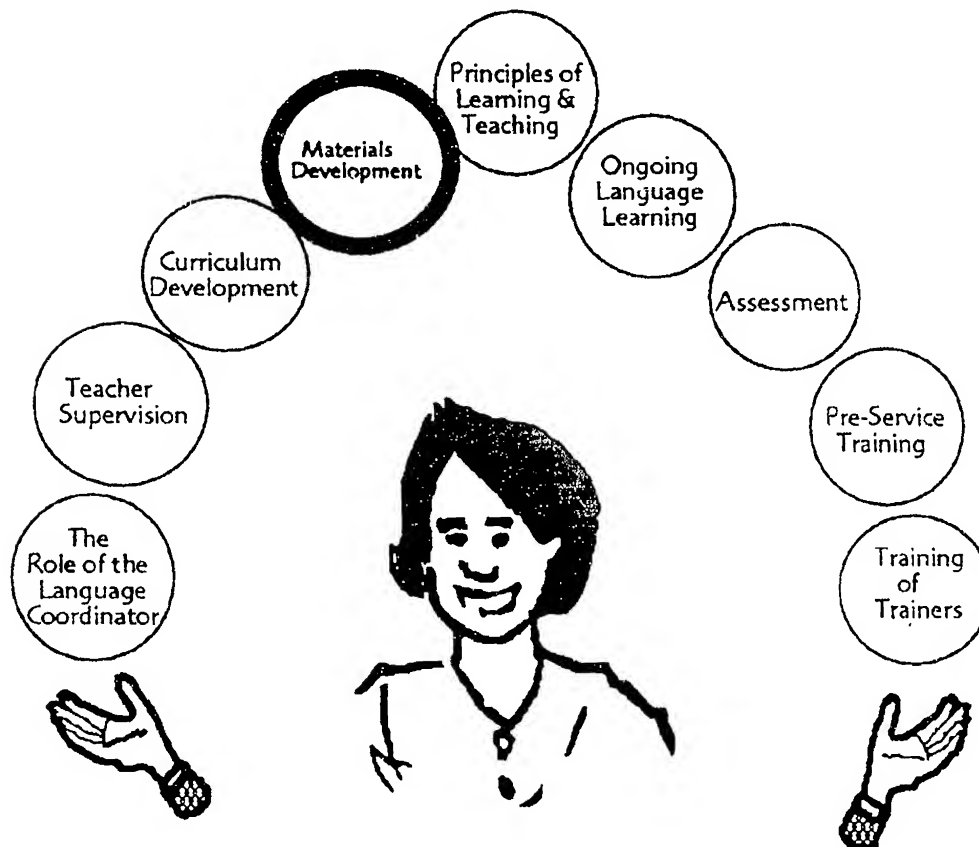 The
Role of the
Language
Coordinator
Teacher
Supervision
Curriculum
Development
Materials
Development
Principles of
Learning &
Teaching
Ongoing
Language
Learning
Assessment
Pre-Service
Training
Training
of
Trainers